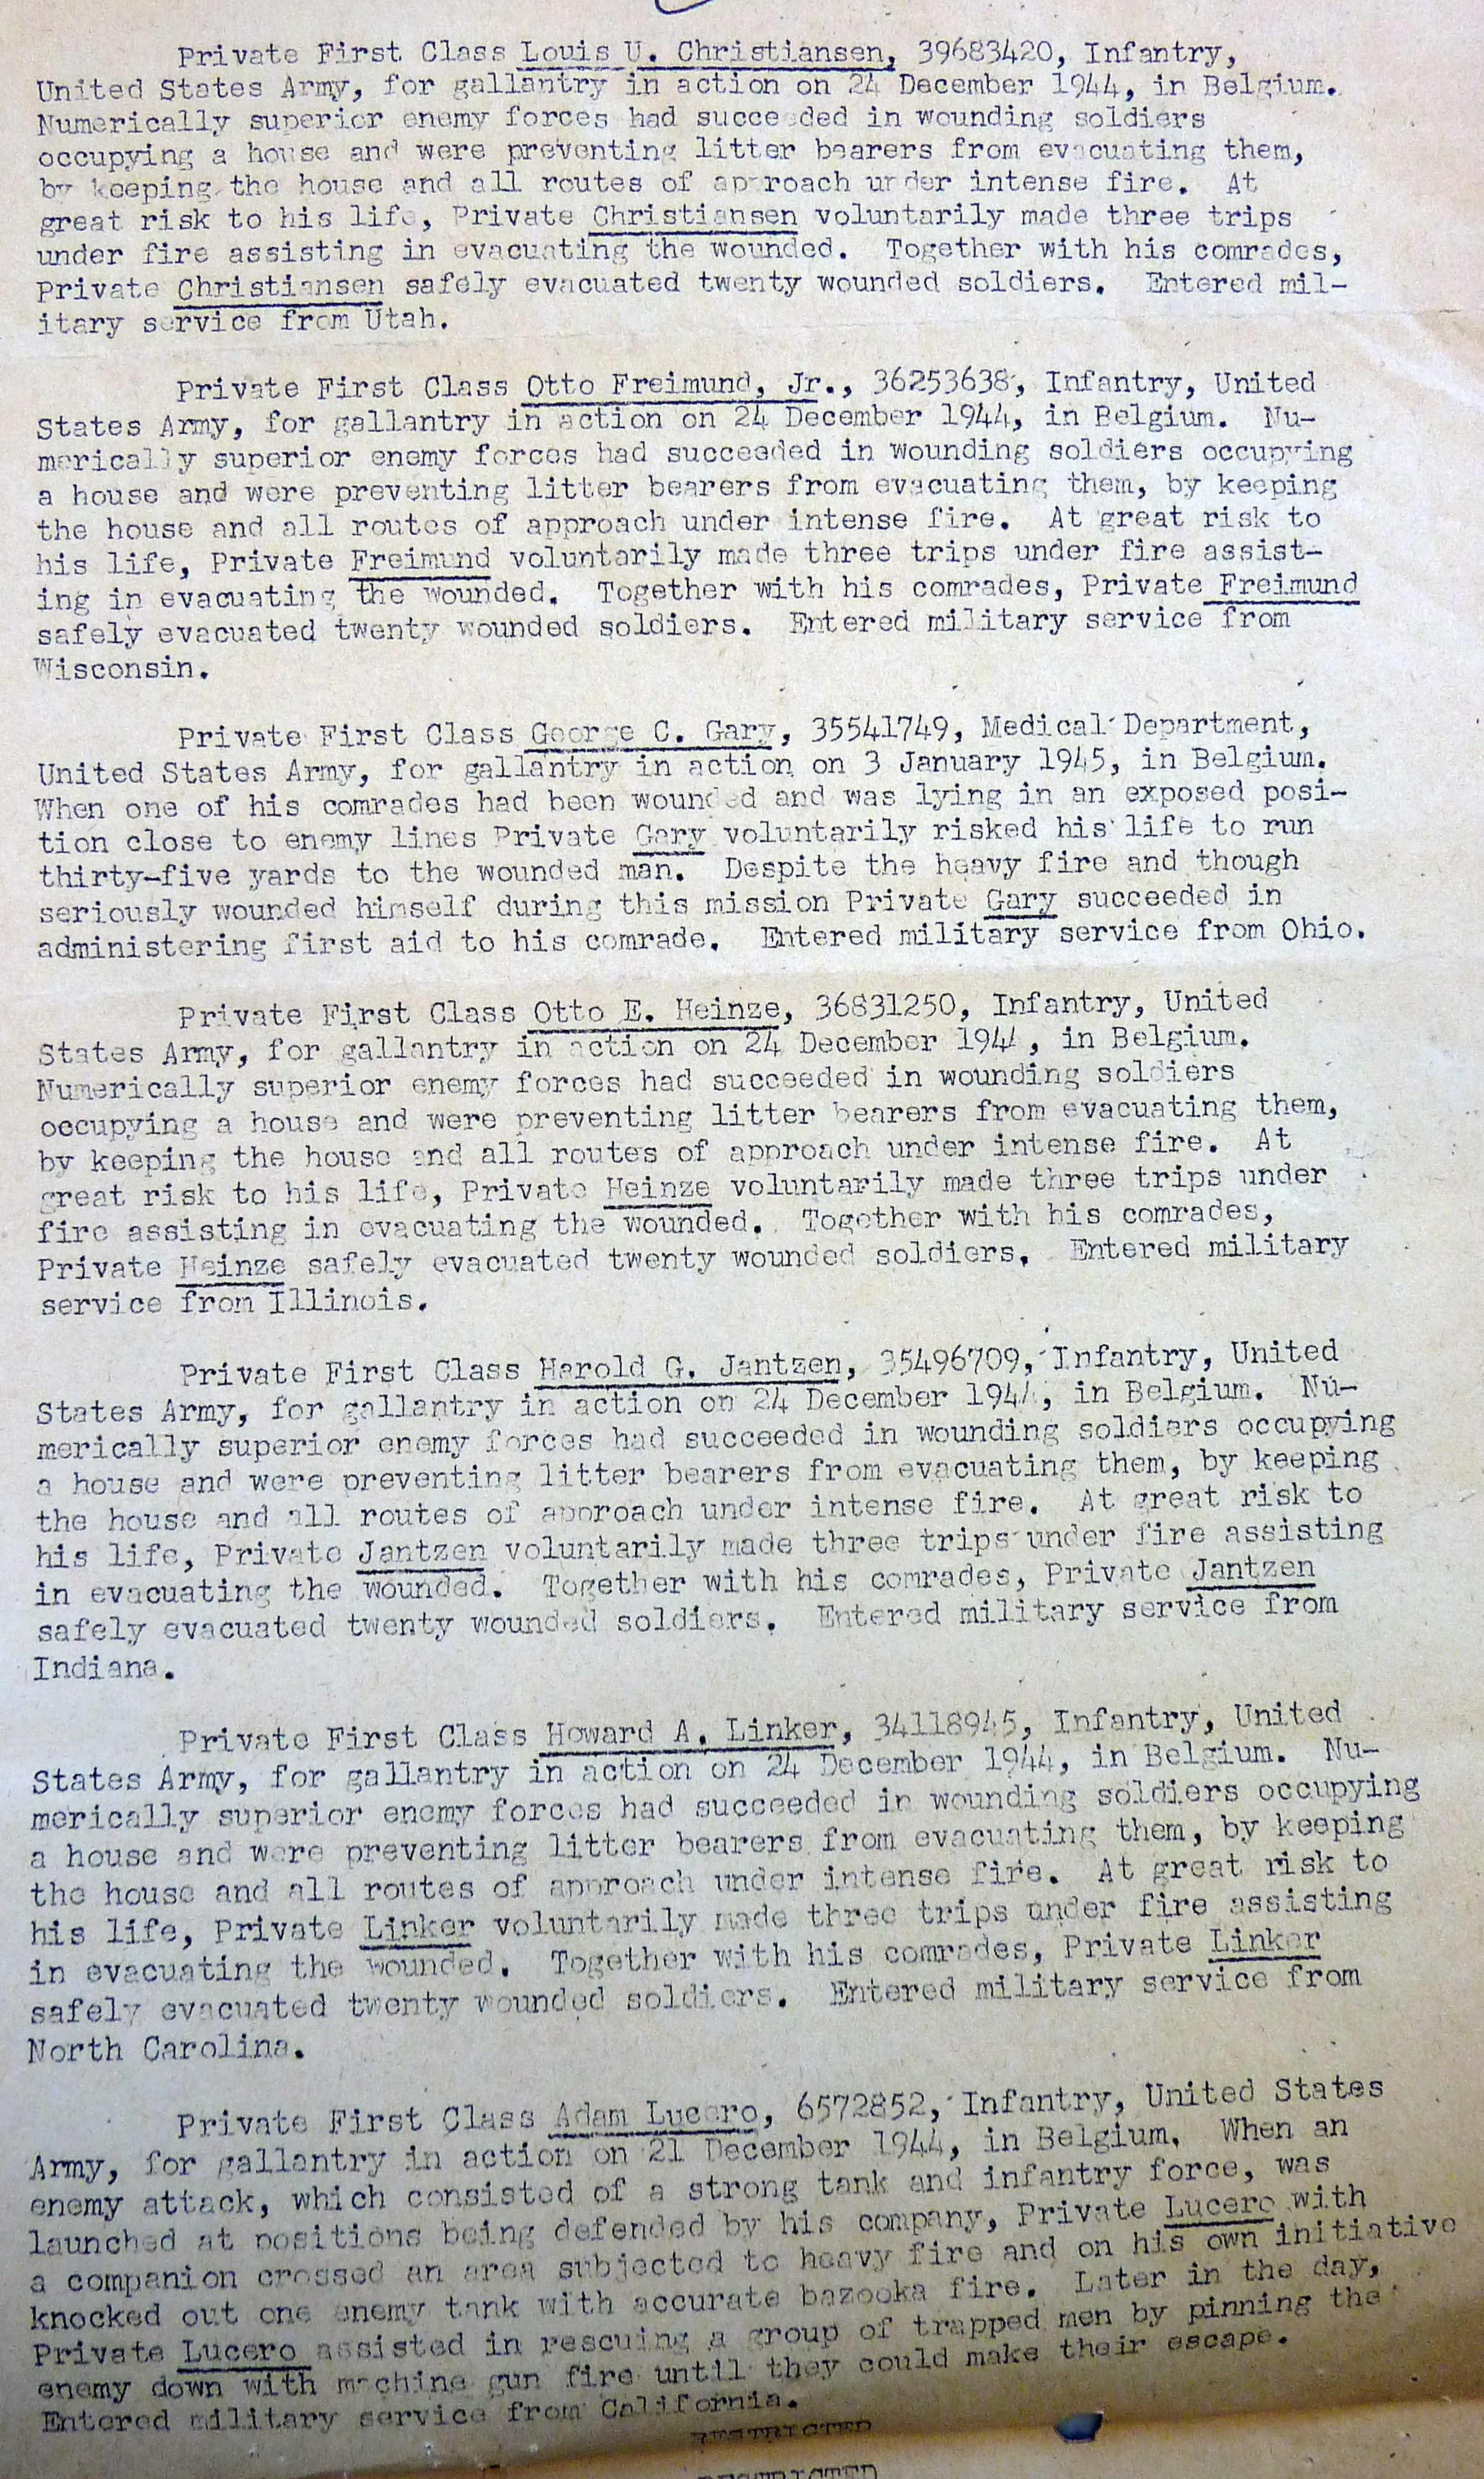 Private First Class Louis U. Christiansen, 39683420, Infantry,
United States Army, for gallantry in action on 24 December 1944, in Belgium.
Numerically superior enemy forces had succeeded in wounding soldiers
occupying a house and were preventing litter bearers from evacuating them,
by keeping the house and all routes of approach under intense fire. At
great risk to his life, Private Christiansen voluntarily made three trips
under fire assisting in evacuating the wounded. Together with his comrades,
Private Christiansen safely evacuated twenty wounded soldiers. Entered mil-
itary service from Utah.
Private First Class Otto Freimund, Jr., 36253638, Infantry, United
States Army, for gallantry in action on 24 December 1944, in Belgium. Nu-
merically superior enemy forces had succeeded in wounding soldiers occupying
a house and were preventing litter bearers from evacuating them, by keeping
the house and all routes of approach under intense fire. At great risk to
his life, Private Freimund voluntarily made three trips under fire assist-
ing in evacuating the wounded. Together with his comrades, Private Freimund
safely evacuated twenty wounded soldiers. Entered military service from
Wisconsin.
Private First Class George C. Gary, 35541749, Medical Department,
United States Army, for gallantry in action on 3 January 1945, in Belgium.
When one of his comrades had been wounded and was lying in an exposed posi-
tion close to enemy lines Private Gary voluntarily risked his life to run
thirty-five yards to the wounded man. Despite the heavy fire and though
seriously wounded himself during this mission Private Gary succeeded in
administering first aid to his comrade. Entered military service from Ohio.
Private First Class Otto E. Heinze, 36831250, Infantry, United
States Army, for gallantry in action on 24 December 1944, in Belgium.
Numerically superior enemy forces had succeeded in wounding soldiers
occupying a house and were preventing litter bearers from evacuating them,
by keeping the house and all routes of approach under intense fire. At
great risk to his life, Private Heinze voluntarily made three trips under
fire assisting in evacuating the wounded. Together with his comrades,
Private Heinze safely evacuated twenty wounded soldiers. Entered military
service from Illinois.
Private First Class Harold G. Jantzen, 35496709, Infantry, United
States Army, for gallantry in action on 24 December 1944, in Belgium. Nu-
merically superior enemy forces had succeeded in wounding soldiers occupying
a house and were preventing litter bearers from evacuating them, by keeping
the house and all routes of approach under intense fire. At great risk to
his life, Private Jantzen voluntarily made three trips under fire assisting
in evacuating the wounded. Together with his comrades, Private Jantzen
safely evacuated twenty wounded soldiers. Entered military service from
Indiana.
Private First Class Howard A. Linker, 34118945, Infantry, United
States Army, for gallantry in action on 24 December 1944, in Belgium. Nu-
merically superior enemy forces had succeeded in wounding soldiers occupying
a house and were preventing litter bearers from evacuating them, by keeping
the house and all routes of approach under intense fire. At great risk to
his life, Private Linker voluntarily made three trips under fire assisting
in evacuating the wounded. Together with his comrades, Private Linker
safely evacuated twenty wounded soldiers. Entered military service from
North Carolina.
Private First Class Adam Lucero, 6572852, Infantry, United States
Army, for gallantry in action on 21 December 1944, in Belgium. When an
enemy attack, which consisted of a strong tank and infantry force, was
launched at positions being defended by his company, Private Lucero with
a companion crossed an area subjected to heavy fire and on his own initiative
knocked out one enemy tank with accurate bazooka fire. Later in the day,
Private Lucero assisted in rescuing a group of trapped men by pinning the
enemy down with machine gun fire until they could make their escape.
Entered military service from California.
RESTRICTED
RESTRICTED